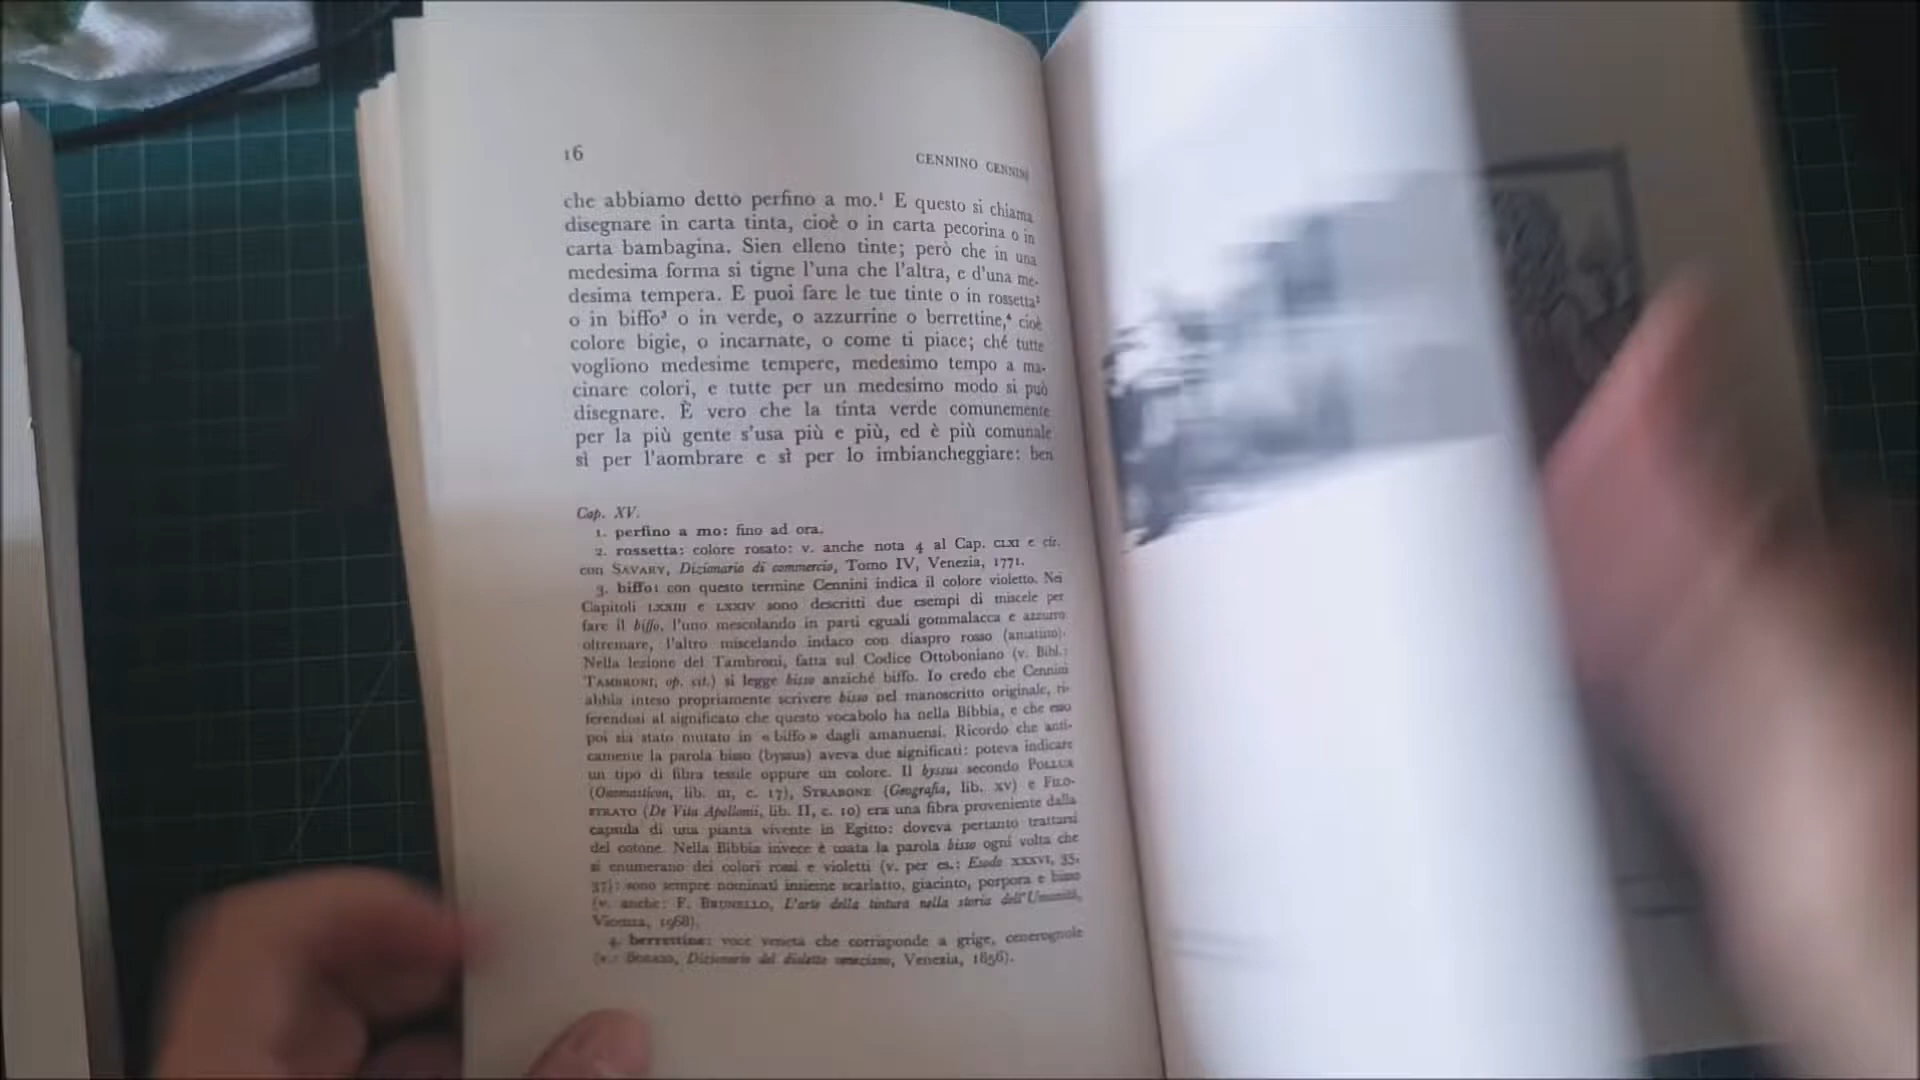 16
CENNINO CENNINI
che abbiamo detto perfino a mo.¹ E questo si chiama
disegnare in carta tinta, cioè o in carta pecorina o in
carta bambagina. Sien elleno tinte; però che in una
medesima forma si tigne l'una che l'altra, e d'una me-
desima tempera. E puoi fare le tue tinte o in rossetta²
o in biffo³ o in verde, o azzurrine o berrettine,⁴ cioè
colore bigie, o incarnate, o come ti piace; ché tutte
vogliono medesime tempere, medesimo tempo a ma-
cinare colori, e tutte per un medesimo modo si può
disegnare. È vero che la tinta verde comunemente
per la più gente s'usa più e più, ed è più comunale
sì per l'aombrare e sì per lo imbiancheggiare: ben
Cap. XV.
1. perfino a mo: fino ad ora.
2. rossetta: colore rosato: v. anche nota 4 al Cap. CLXI e cfr.
con SAVARY, Dizionario di commercio, Tomo IV, Venezia, 1771.
3. biffo: con questo termine Cennini indica il colore violetto. Nei
Capitoli LXXIII e LXXIV sono descritti due esempi di miscele per
fare il biffo, l'uno mescolando in parti eguali gommalacca e azzurro
oltremare, l'altro miscelando indaco con diaspro rosso (amatino).
Nella lezione del Tambroni, fatta sul Codice Ottoboniano (v. Bibl.:
TAMBRONI, op. cit.) si legge bisso anziché biffo. Io credo che Cennini
abbia inteso propriamente scrivere bisso nel manoscritto originale, ri-
ferendosi al significato che questo vocabolo ha nella Bibbia, e che esso
poi sia stato mutato in « biffo » dagli amanuensi. Ricordo che anti-
camente la parola bisso (byssus) aveva due significati: poteva indicare
un tipo di fibra tessile oppure un colore. Il byssus secondo POLLUX
(Onomasticon, lib. III, c. 17), STRABONE (Geografia, lib. XV) e FILO-
STRATO (De Vita Apollonii, lib. II, c. 10) era una fibra proveniente dalla
capsula di una pianta vivente in Egitto: doveva pertanto trattarsi
del cotone. Nella Bibbia invece è usata la parola bisso ogni volta che
si enumerano dei colori rossi e violetti (v. per es.: Esodo XXXVI, 35,
37): sono sempre nominati insieme scarlatto, giacinto, porpora e bisso
(v. anche: F. BRUNELLO, L'arte della tintura nella storia dell'Umanità,
Vicenza, 1968).
4. berrettine: voce veneta che corrisponde a grige, cenerognole
(v.: BOERIO, Dizionario del dialetto veneziano, Venezia, 1856).